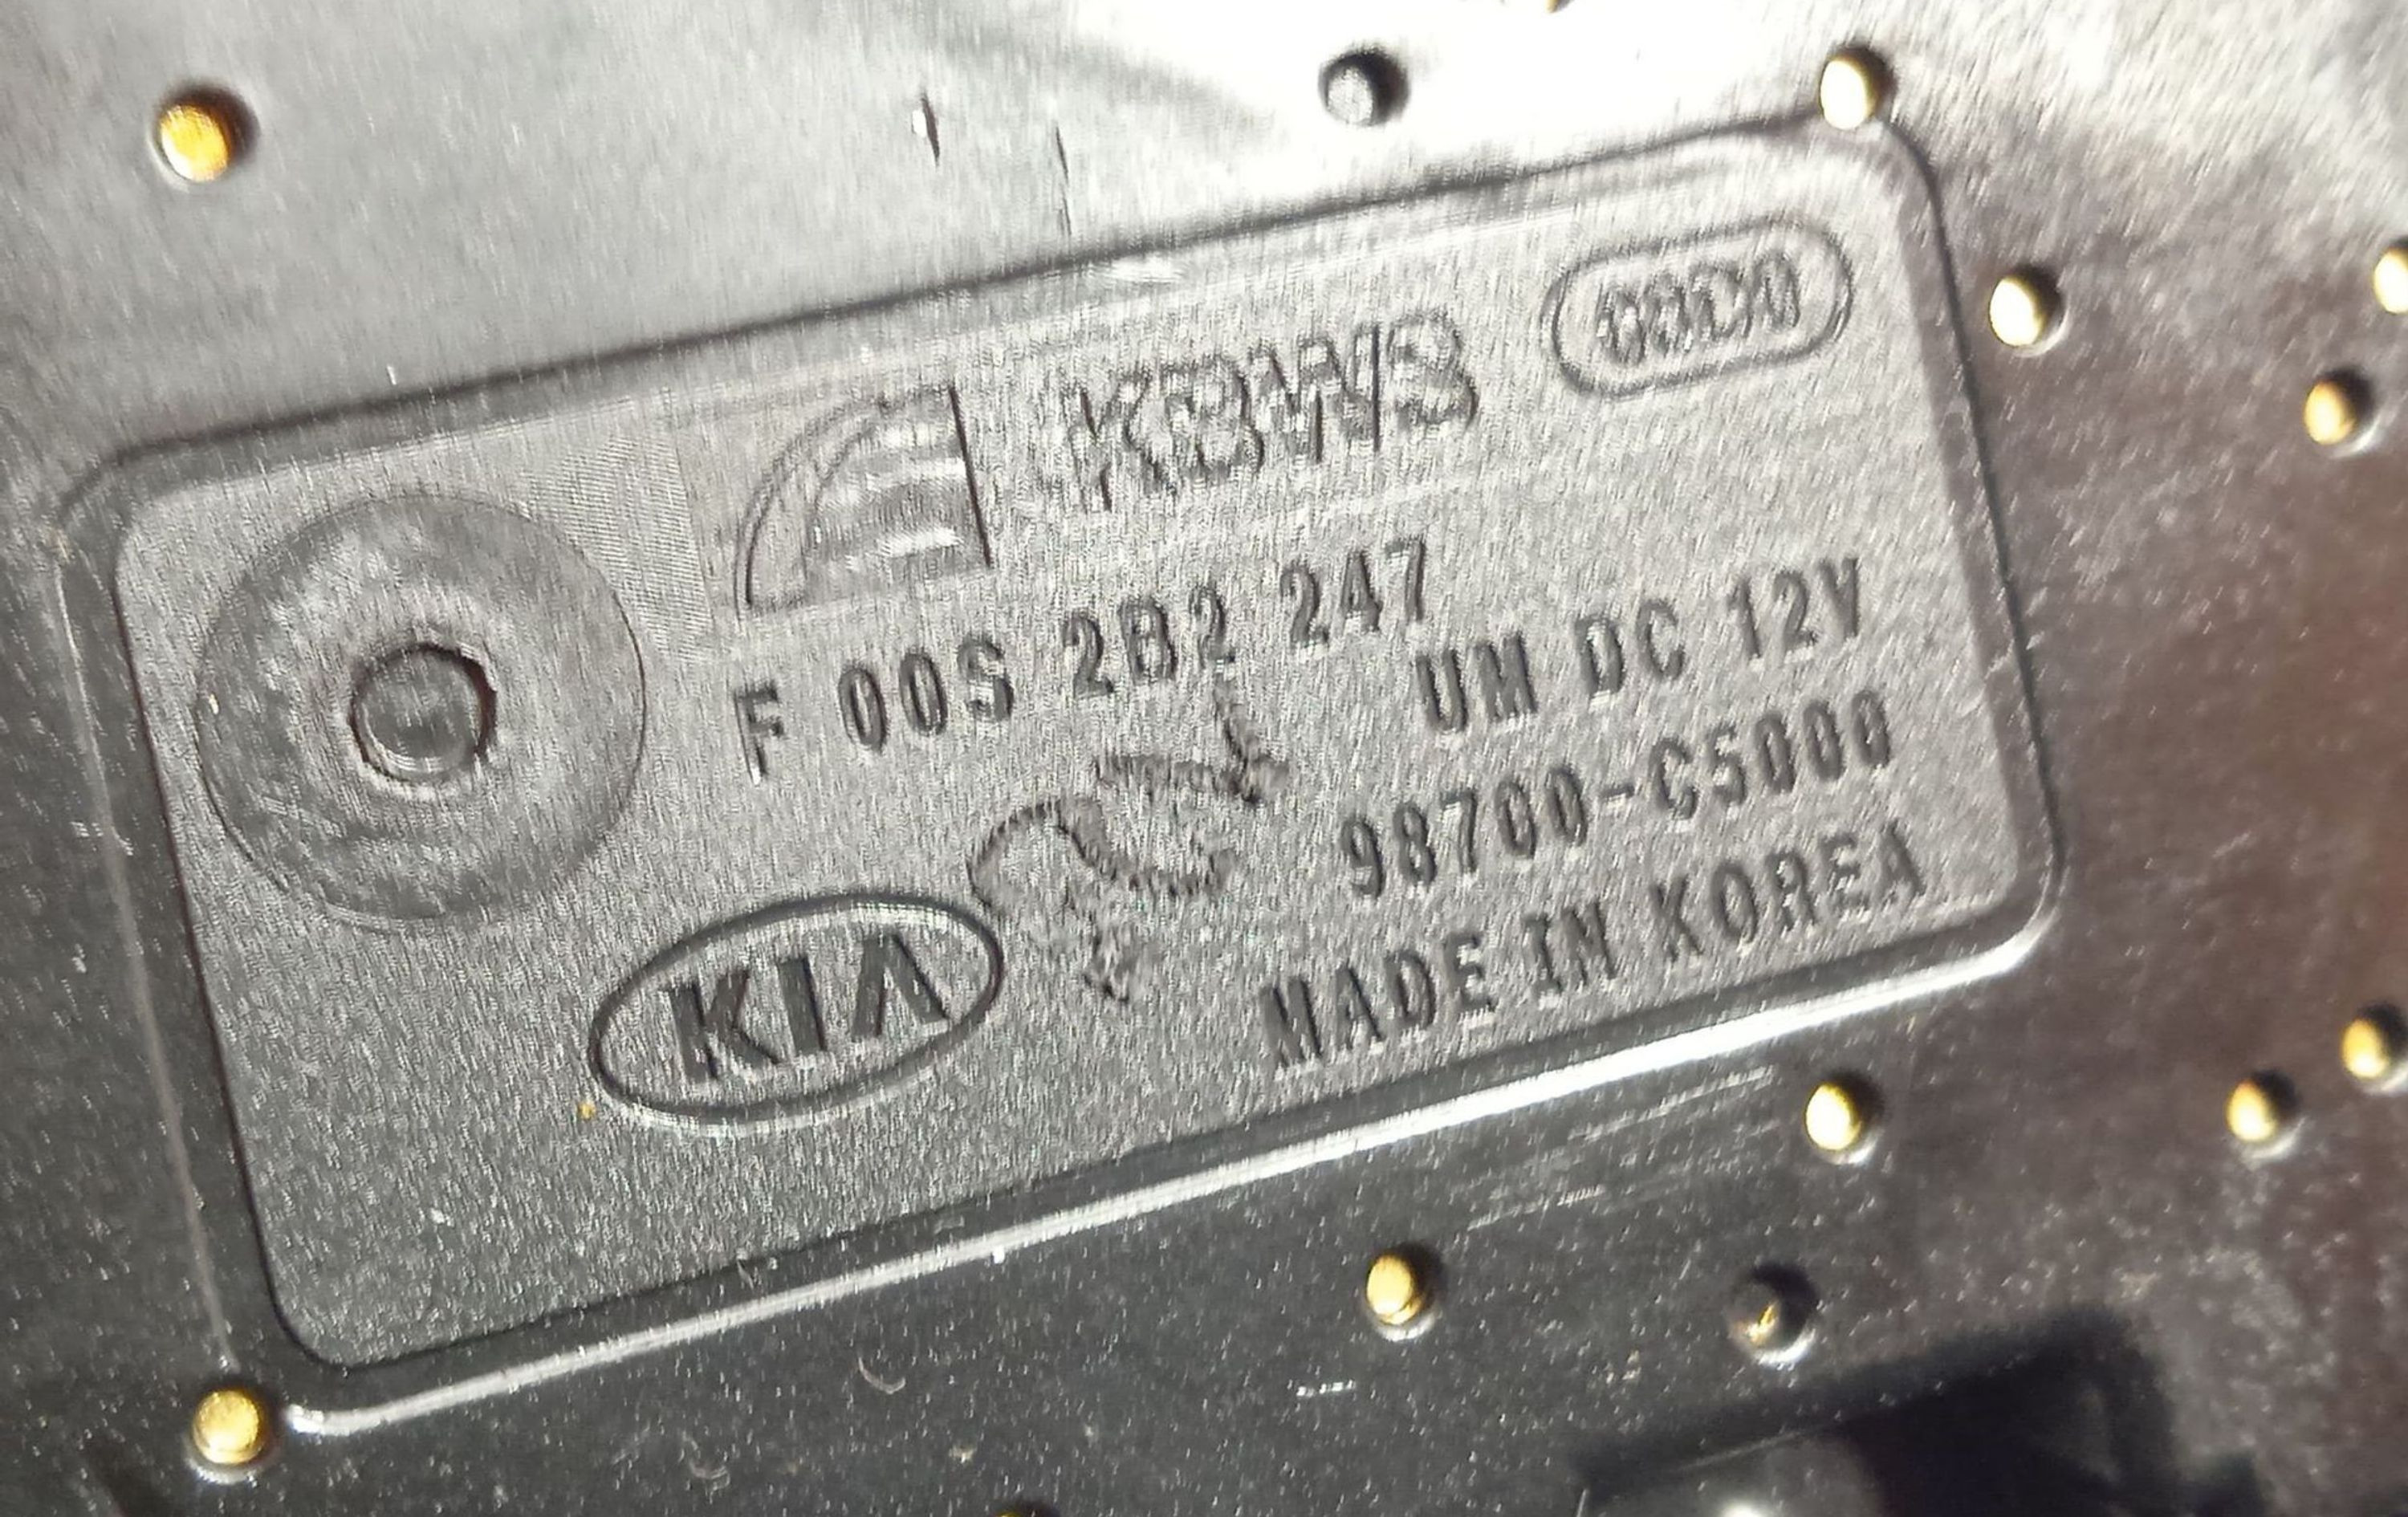 KBWS
F 00S 2B2 247
UM DC 12V
98700-C5000
KIA
MADE IN KOREA